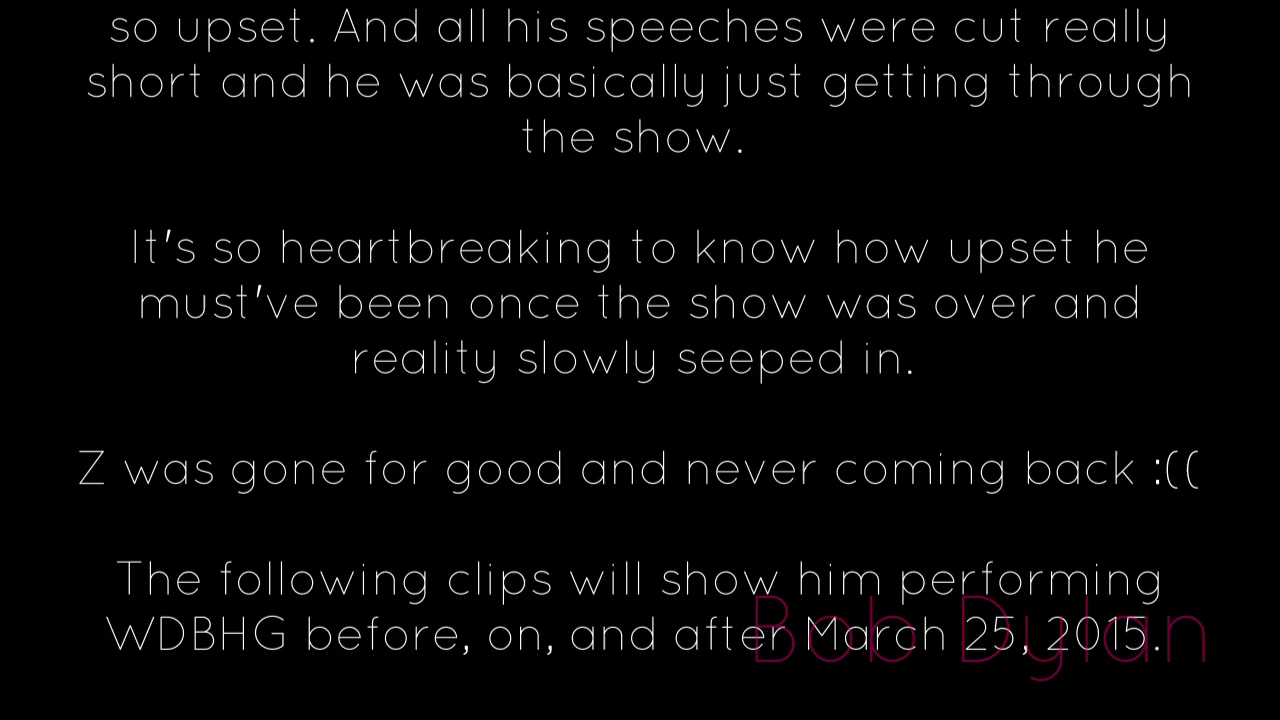 so upset. And all his speeches were cut really
short and he was basically just getting through
the show.
It's so heartbreaking to know how upset he
must've been once the show was over and
reality slowly seeped in.
Z was gone for good and never coming back :((
The following clips will show him performing
WDBHG before, on, and after March 25, 2015.
Bob Dylan